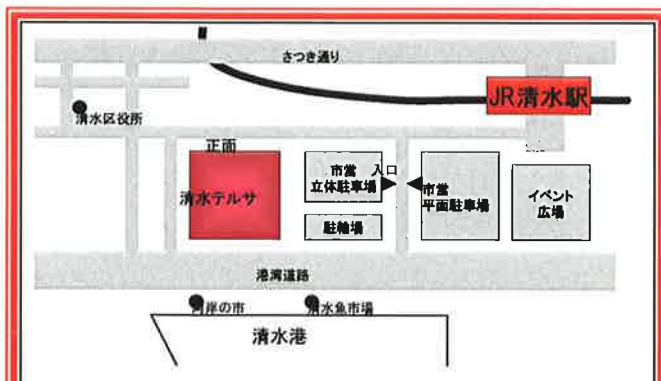 さつき通り
JR清水駅
清水区役所
正面
清水テルサ
市営
立体駐車場
入口
市営
平面駐車場
イベント
広場
駐輪場
港湾道路
河岸の市
清水魚市場
清水港